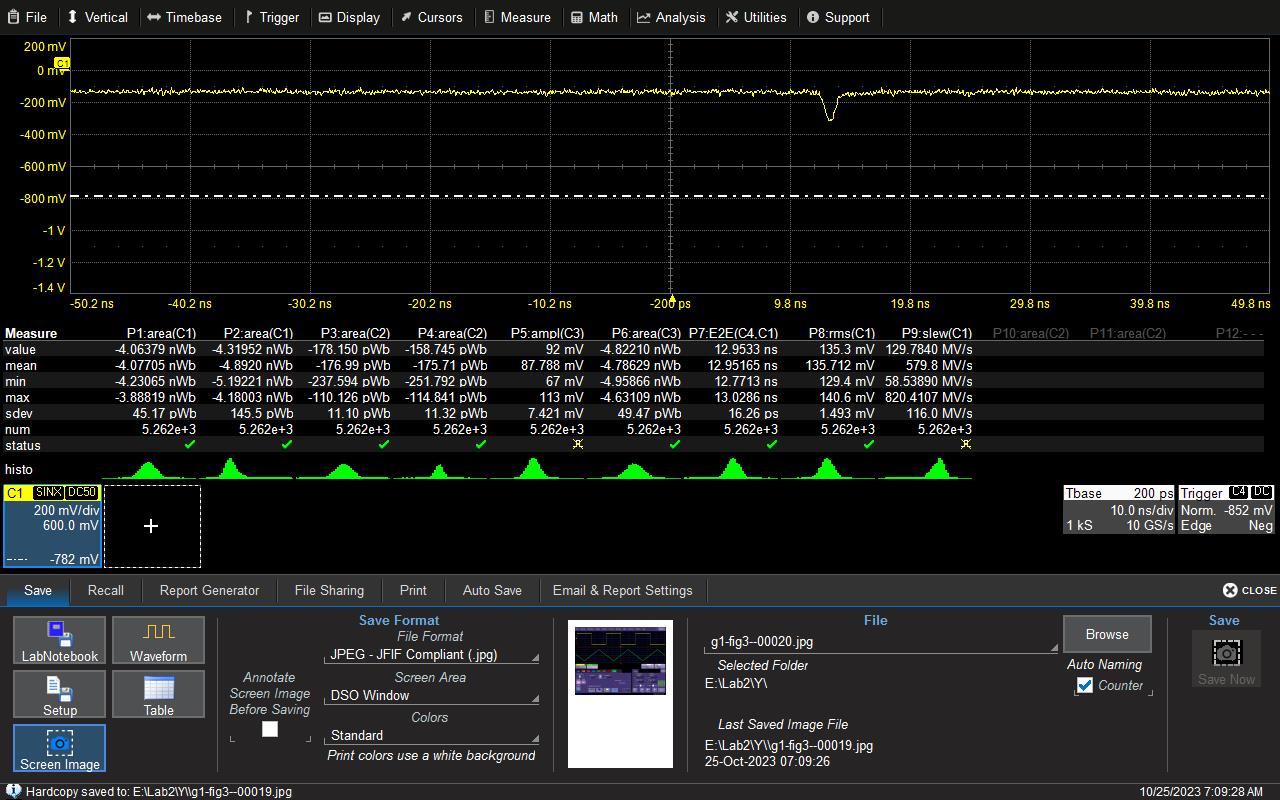 File Vertical Timebase Trigger Display Cursors Measure Math Analysis Utilities Support
200 mV
C1
0 mV
-200 mV
-400 mV
-600 mV
-800 mV
-1 V
-1.2 V
-1.4 V
-50.2 ns -40.2 ns -30.2 ns -20.2 ns -10.2 ns -200 ps 9.8 ns 19.8 ns 29.8 ns 39.8 ns 49.8 ns
Measure P1:area(C1) P2:area(C1) P3:area(C2) P4:area(C2) P5:ampl(C3) P6:area(C3) P7:E2E(C4,C1) P8:rms(C1) P9:slew(C1) P10:area(C2) P11:area(C2) P12:- - -
value -4.06379 nWb -4.31952 nWb -178.150 pWb -158.745 pWb 92 mV -4.82210 nWb 12.9533 ns 135.3 mV 129.7840 MV/s
mean -4.07705 nWb -4.8920 nWb -176.99 pWb -175.71 pWb 87.788 mV -4.78629 nWb 12.95165 ns 135.712 mV 579.8 MV/s
min -4.23065 nWb -5.19221 nWb -237.594 pWb -251.792 pWb 67 mV -4.95866 nWb 12.7713 ns 129.4 mV 58.53890 MV/s
max -3.88819 nWb -4.18003 nWb -110.126 pWb -114.841 pWb 113 mV -4.63109 nWb 13.0286 ns 140.6 mV 820.4107 MV/s
sdev 45.17 pWb 145.5 pWb 11.10 pWb 11.32 pWb 7.421 mV 49.47 pWb 16.26 ps 1.493 mV 116.0 MV/s
num 5.262e+3 5.262e+3 5.262e+3 5.262e+3 5.262e+3 5.262e+3 5.262e+3 5.262e+3 5.262e+3
status
histo
C1 SINX DC50
200 mV/div
600.0 mV
-782 mV
+
Tbase 200 ps
10.0 ns/div
1 kS 10 GS/s
Trigger C4 DC
Norm. -852 mV
Edge Neg
Save Recall Report Generator File Sharing Print Auto Save Email & Report Settings CLOSE
LabNotebook Waveform
Setup Table
Screen Image
Annotate
Screen Image
Before Saving
Save Format
File Format
JPEG - JFIF Compliant (.jpg)
Screen Area
DSO Window
Colors
Standard
Print colors use a white background
File
g1-fig3--00020.jpg
Browse
Selected Folder
E:\Lab2\Y\
Auto Naming
Counter
Last Saved Image File
E:\Lab2\Y\\g1-fig3--00019.jpg
25-Oct-2023 07:09:26
Save
Save Now
Hardcopy saved to: E:\Lab2\Y\\g1-fig3--00019.jpg
10/25/2023 7:09:28 AM